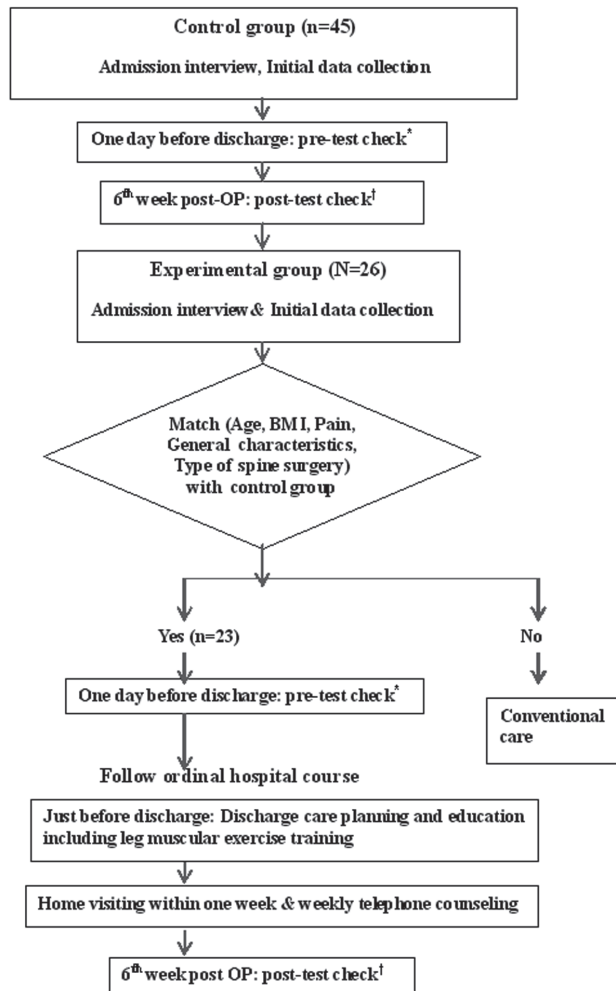 Control group (n=45)
Admission interview, Initial data collection
One day before discharge: pre-test check*
6th week post-OP: post-test check†
Experimental group (N=26)
Admission interview & Initial data collection
Match (Age, BMI, Pain,
General characteristics,
Type of spine surgery)
with control group
Yes (n=23)
No
One day before discharge: pre-test check*
Conventional
care
Follow ordinal hospital course
Just before discharge: Discharge care planning and education
including leg muscular exercise training
Home visiting within one week & weekly telephone counseling
6th week post OP: post-test check†